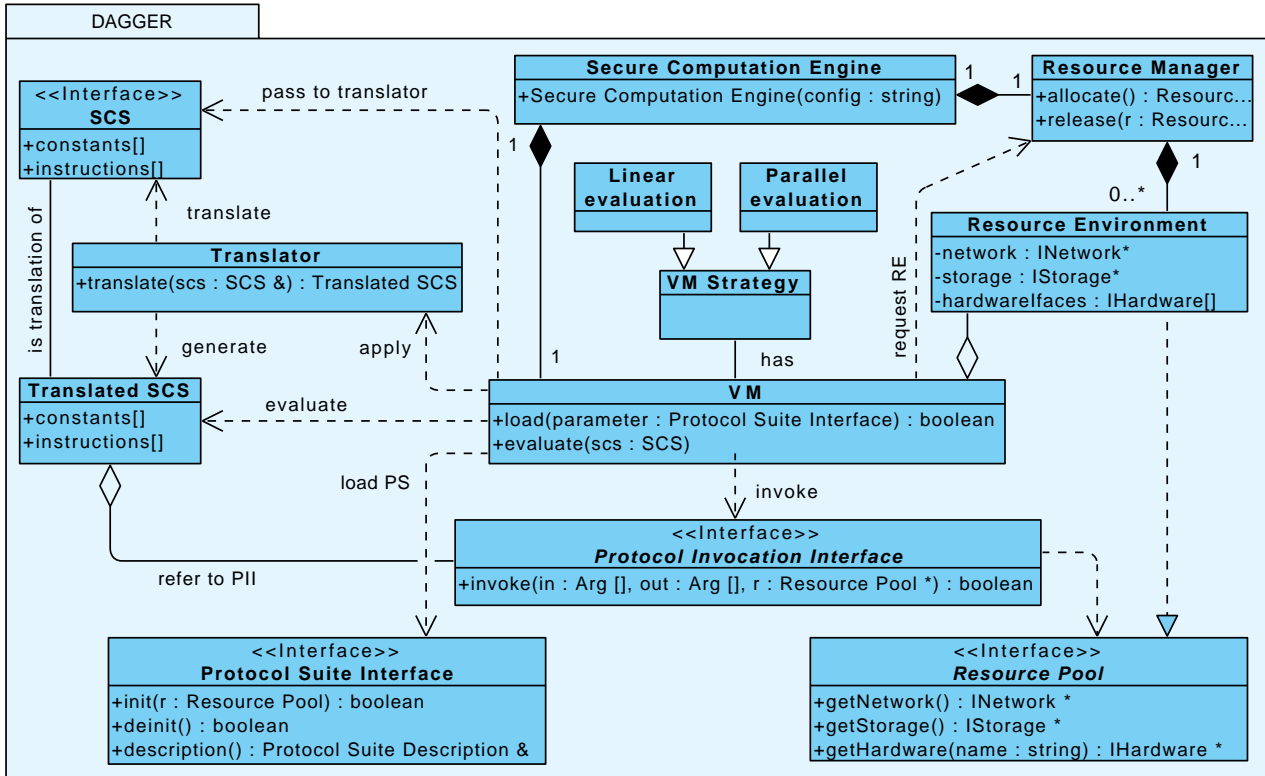 DAGGER
<<Interface>>
SCS
+constants[]
+instructions[]
pass to translator
Secure Computation Engine
+Secure Computation Engine(config : string)
1
1
Resource Manager
+allocate() : Resourc...
+release(r : Resourc...
1
1
0..*
Linear
evaluation
Parallel
evaluation
is translation of
translate
Translator
+translate(scs : SCS &) : Translated SCS
VM Strategy
request RE
Resource Environment
-network : INetwork*
-storage : IStorage*
-hardwareIfaces : IHardware[]
generate
apply
1
has
Translated SCS
+constants[]
+instructions[]
evaluate
VM
+load(parameter : Protocol Suite Interface) : boolean
+evaluate(scs : SCS)
load PS
invoke
refer to PII
<<Interface>>
Protocol Invocation Interface
+invoke(in : Arg [], out : Arg [], r : Resource Pool *) : boolean
<<Interface>>
Protocol Suite Interface
+init(r : Resource Pool) : boolean
+deinit() : boolean
+description() : Protocol Suite Description &
<<Interface>>
Resource Pool
+getNetwork() : INetwork *
+getStorage() : IStorage *
+getHardware(name : string) : IHardware *